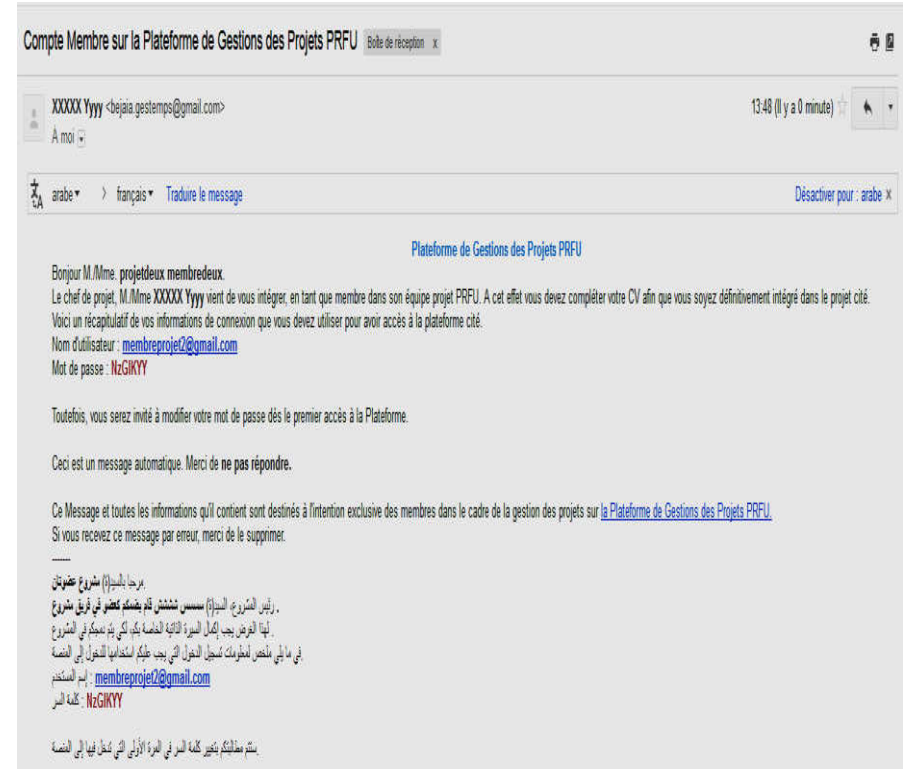 Compte Membre sur la Plateforme de Gestions des Projets PRFU Boîte de réception x
XXXXX Yyyy <bejaia.gestemps@gmail.com> 13:48 (Il y a 0 minute)
À moi
arabe > français Traduire le message Désactiver pour : arabe x
Plateforme de Gestions des Projets PRFU
Bonjour M./Mme. projetdeux membredeux.
Le chef de projet, M./Mme XXXXX Yyyy vient de vous intégrer, en tant que membre dans son équipe projet PRFU. A cet effet vous devez compléter votre CV afin que vous soyez définitivement intégré dans le projet cité.
Voici un récapitulatif de vos informations de connexion que vous devez utiliser pour avoir accès à la plateforme cité.
Nom d'utilisateur : membreprojet2@gmail.com
Mot de passe : NzGIKYY
Toutefois, vous serez invité à modifier votre mot de passe dès le premier accès à la Plateforme.
Ceci est un message automatique. Merci de ne pas répondre.
Ce Message et toutes les informations qu'il contient sont destinés à l'intention exclusive des membres dans le cadre de la gestion des projets sur la Plateforme de Gestions des Projets PRFU.
Si vous recevez ce message par erreur, merci de le supprimer.
------
مرحبا بالسيد(ة) مشروع عضوتان.
رئيس المشروع، السيد(ة) سسسس شششش قام بضمكم كعضو في فريق مشروع .
لهذا الغرض يجب إكمال السيرة الذاتية الخاصة بكم، لكي يتم دمجكم في المشروع .
في ما يلي ملخص لمعلومات تسجيل الدخول التي يجب عليكم استخدامها للدخول إلى المنصة.
إسم المستخدم : membreprojet2@gmail.com
كلمة السر : NzGIKYY
ستتم مطالبتكم بتغيير كلمة السر في المرة الأولى التي تدخل فيها إلى المنصة.